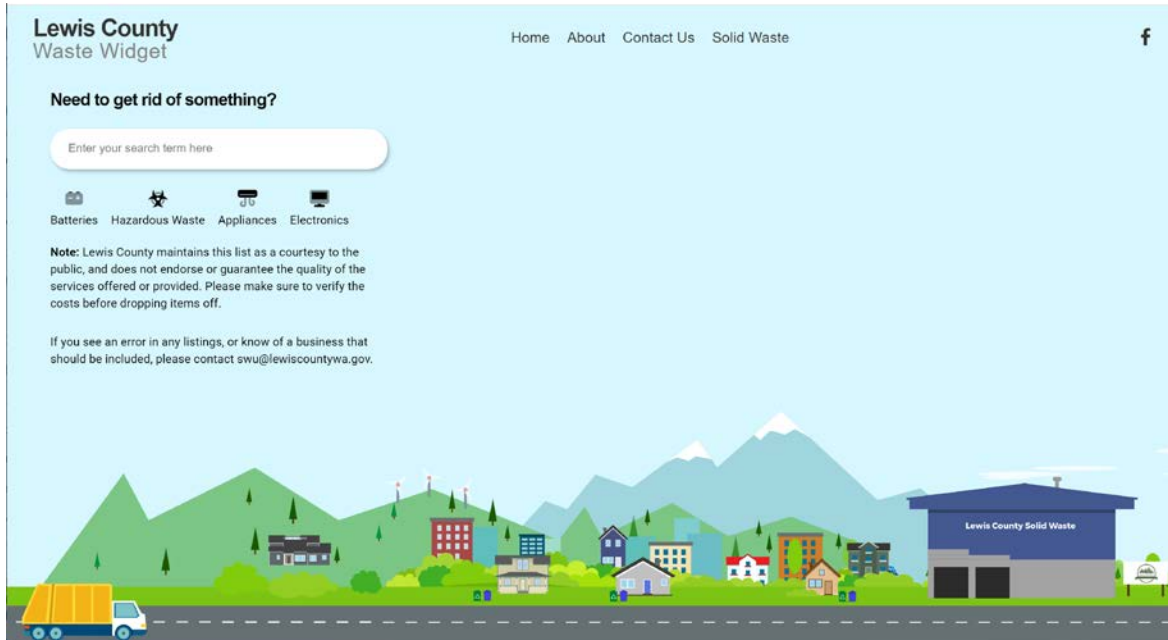 Lewis County
Waste Widget
Home About Contact Us Solid Waste
Need to get rid of something?
Enter your search term here
Batteries Hazardous Waste Appliances Electronics
Note: Lewis County maintains this list as a courtesy to the
public, and does not endorse or guarantee the quality of the
services offered or provided. Please make sure to verify the
costs before dropping items off.
If you see an error in any listings, or know of a business that
should be included, please contact swu@lewiscountywa.gov.
Lewis County Solid Waste